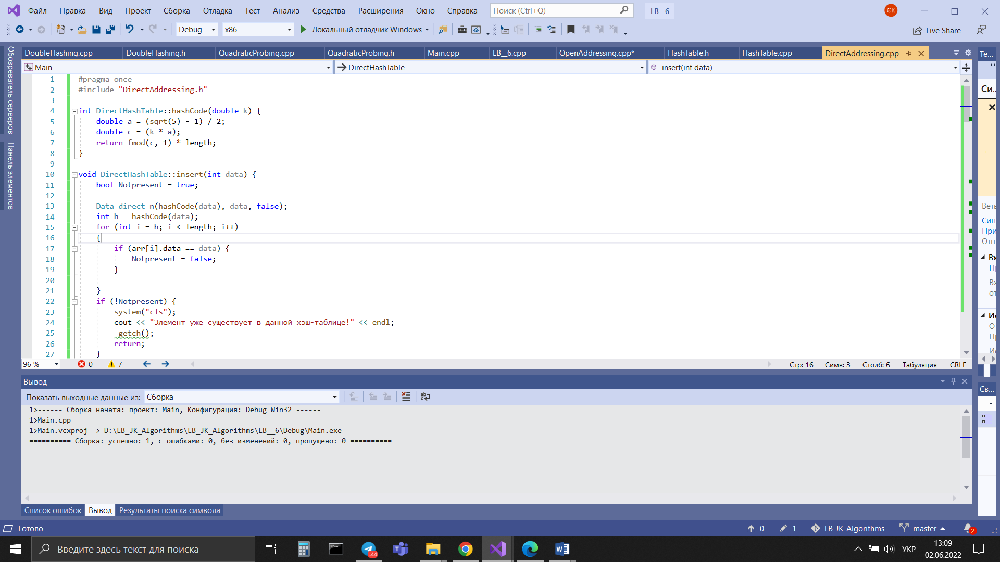 Файл Правка Вид Проект Сборка Отладка Тест Анализ Средства Расширения Окно Справка Поиск (Ctrl+Q) LB__6 ЄК
Debug x86 Локальный отладчик Windows Live Share
DoubleHashing.cpp DoubleHashing.h QuadraticProbing.cpp QuadraticProbing.h Main.cpp LB__6.cpp OpenAddressing.cpp* HashTable.h HashTable.cpp DirectAddressing.cpp Те...
Main DirectHashTable insert(int data)
Обозреватель серверов
Панель элементов
1 #pragma once
2 #include "DirectAddressing.h"
3
4 int DirectHashTable::hashCode(double k) {
5 double a = (sqrt(5) - 1) / 2;
6 double c = (k * a);
7 return fmod(c, 1) * length;
8 }
9
10 void DirectHashTable::insert(int data) {
11 bool Notpresent = true;
12
13 Data_direct n(hashCode(data), data, false);
14 int h = hashCode(data);
15 for (int i = h; i < length; i++)
16 {
17 if (arr[i].data == data) {
18 Notpresent = false;
19 }
20
21 }
22 if (!Notpresent) {
23 system("cls");
24 cout << "Элемент уже существует в данной хэш-таблице!" << endl;
25 _getch();
26 return;
27 }
Си...
Ветв
Син
При
Отп
Вх
Пр
Вх
от
Ис
От
Пр
Ис
Св...
96 % 0 7 Стр: 16 Симв: 3 Столб: 6 Табуляция CRLF
Вывод
Показать выходные данные из: Сборка
1>------ Сборка начата: проект: Main, Конфигурация: Debug Win32 ------
1>Main.cpp
1>Main.vcxproj -> D:\LB_JK_Algorithms\LB_JK_Algorithms\LB__6\Debug\Main.exe
========== Сборка: успешно: 1, с ошибками: 0, без изменений: 0, пропущено: 0 ==========
Список ошибок Вывод Результаты поиска символа
Готово 0 1 LB_JK_Algorithms master 2
Введите здесь текст для поиска ..44 УКР 13:09
02.06.2022